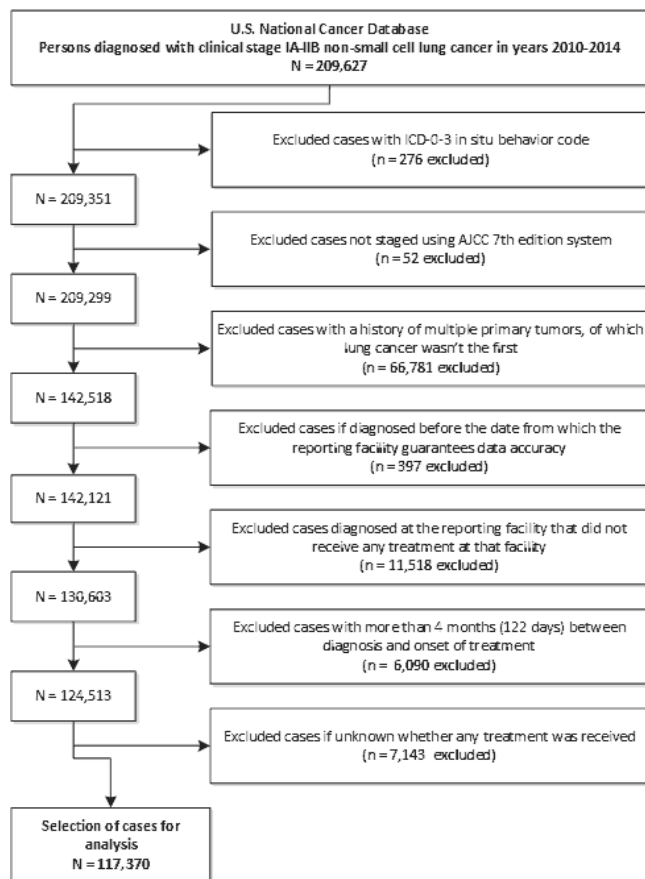 U.S. National Cancer Database
Persons diagnosed with clinical stage IA-IIB non-small cell lung cancer in years 2010-2014
N = 209,627
Excluded cases with ICD-O-3 in situ behavior code
(n = 276 excluded)
N = 209,351
Excluded cases not staged using AJCC 7th edition system
(n = 52 excluded)
N = 209,299
Excluded cases with a history of multiple primary tumors, of which
lung cancer wasn't the first
(n = 66,781 excluded)
N = 142,518
Excluded cases if diagnosed before the date from which the
reporting facility guarantees data accuracy
(n = 397 excluded)
N = 142,121
Excluded cases diagnosed at the reporting facility that did not
receive any treatment at that facility
(n = 11,518 excluded)
N = 130,603
Excluded cases with more than 4 months (122 days) between
diagnosis and onset of treatment
(n = 6,090 excluded)
N = 124,513
Excluded cases if unknown whether any treatment was received
(n = 7,143 excluded)
Selection of cases for
analysis
N = 117,370